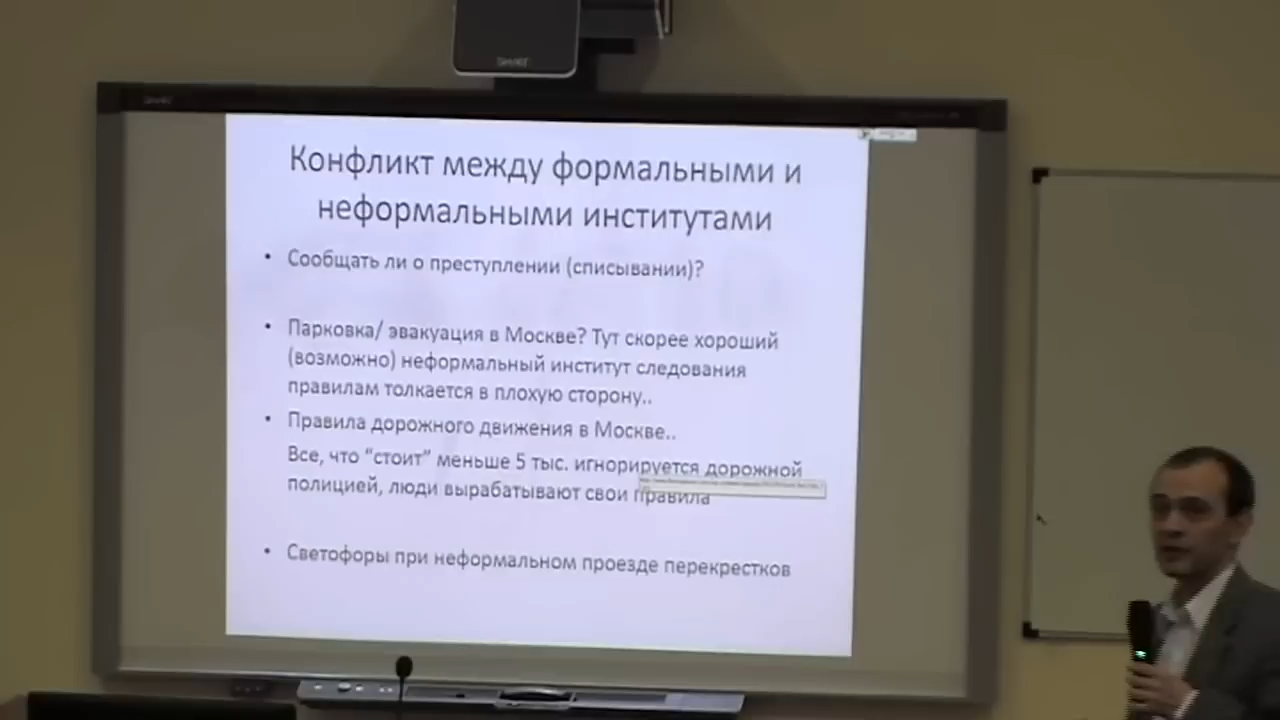 SMART
Конфликт между формальными и
неформальными институтами
• Сообщать ли о преступлении (списывании)?
• Парковка/ эвакуация в Москве? Тут скорее хороший
(возможно) неформальный институт следования
правилам толкается в плохую сторону..
• Правила дорожного движения в Москве..
Все, что “стоит” меньше 5 тыс. игнорируется дорожной
полицией, люди вырабатывают свои правила
• Светофоры при неформальном проезде перекрестков